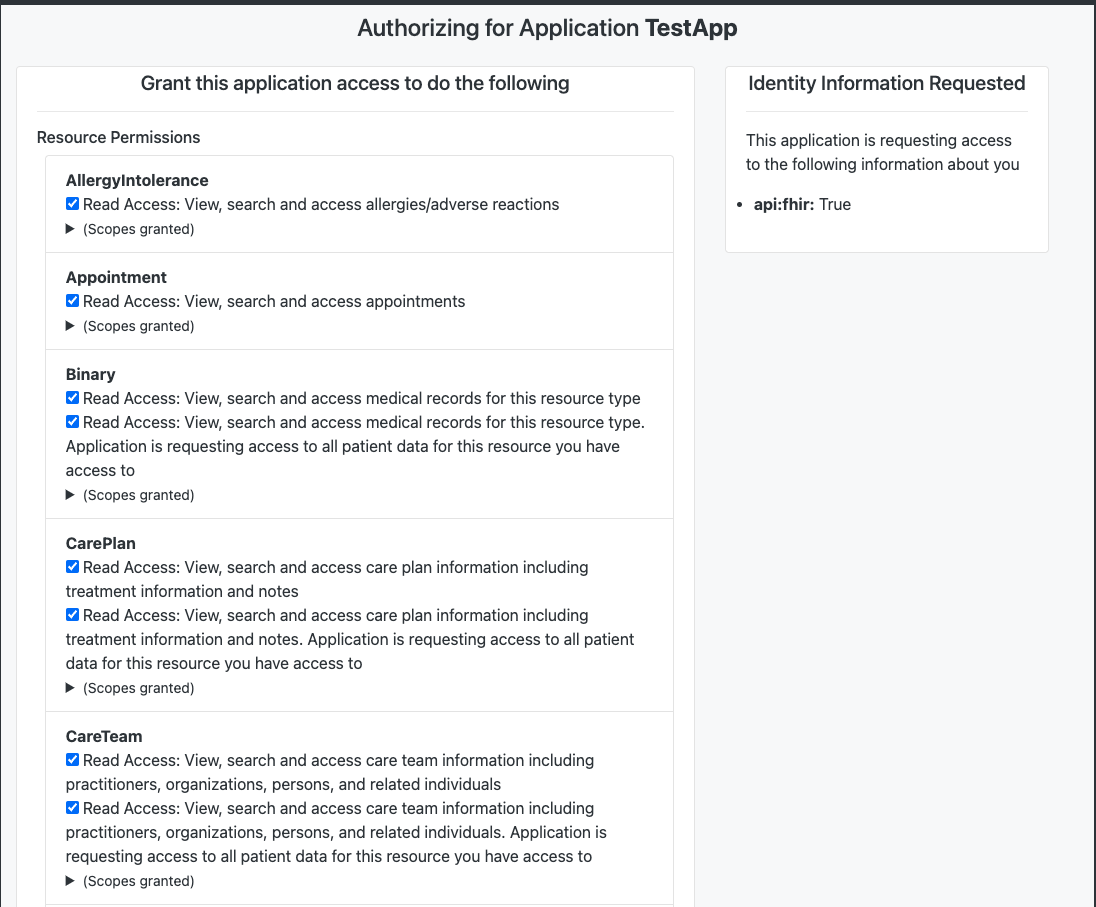 Authorizing for Application TestApp
Grant this application access to do the following
Resource Permissions
AllergyIntolerance
Read Access: View, search and access allergies/adverse reactions
(Scopes granted)
Appointment
Read Access: View, search and access appointments
(Scopes granted)
Binary
Read Access: View, search and access medical records for this resource type
Read Access: View, search and access medical records for this resource type.
Application is requesting access to all patient data for this resource you have
access to
(Scopes granted)
CarePlan
Read Access: View, search and access care plan information including
treatment information and notes
Read Access: View, search and access care plan information including
treatment information and notes. Application is requesting access to all patient
data for this resource you have access to
(Scopes granted)
CareTeam
Read Access: View, search and access care team information including
practitioners, organizations, persons, and related individuals
Read Access: View, search and access care team information including
practitioners, organizations, persons, and related individuals. Application is
requesting access to all patient data for this resource you have access to
(Scopes granted)
Identity Information Requested
This application is requesting access
to the following information about you
api:fhir: True